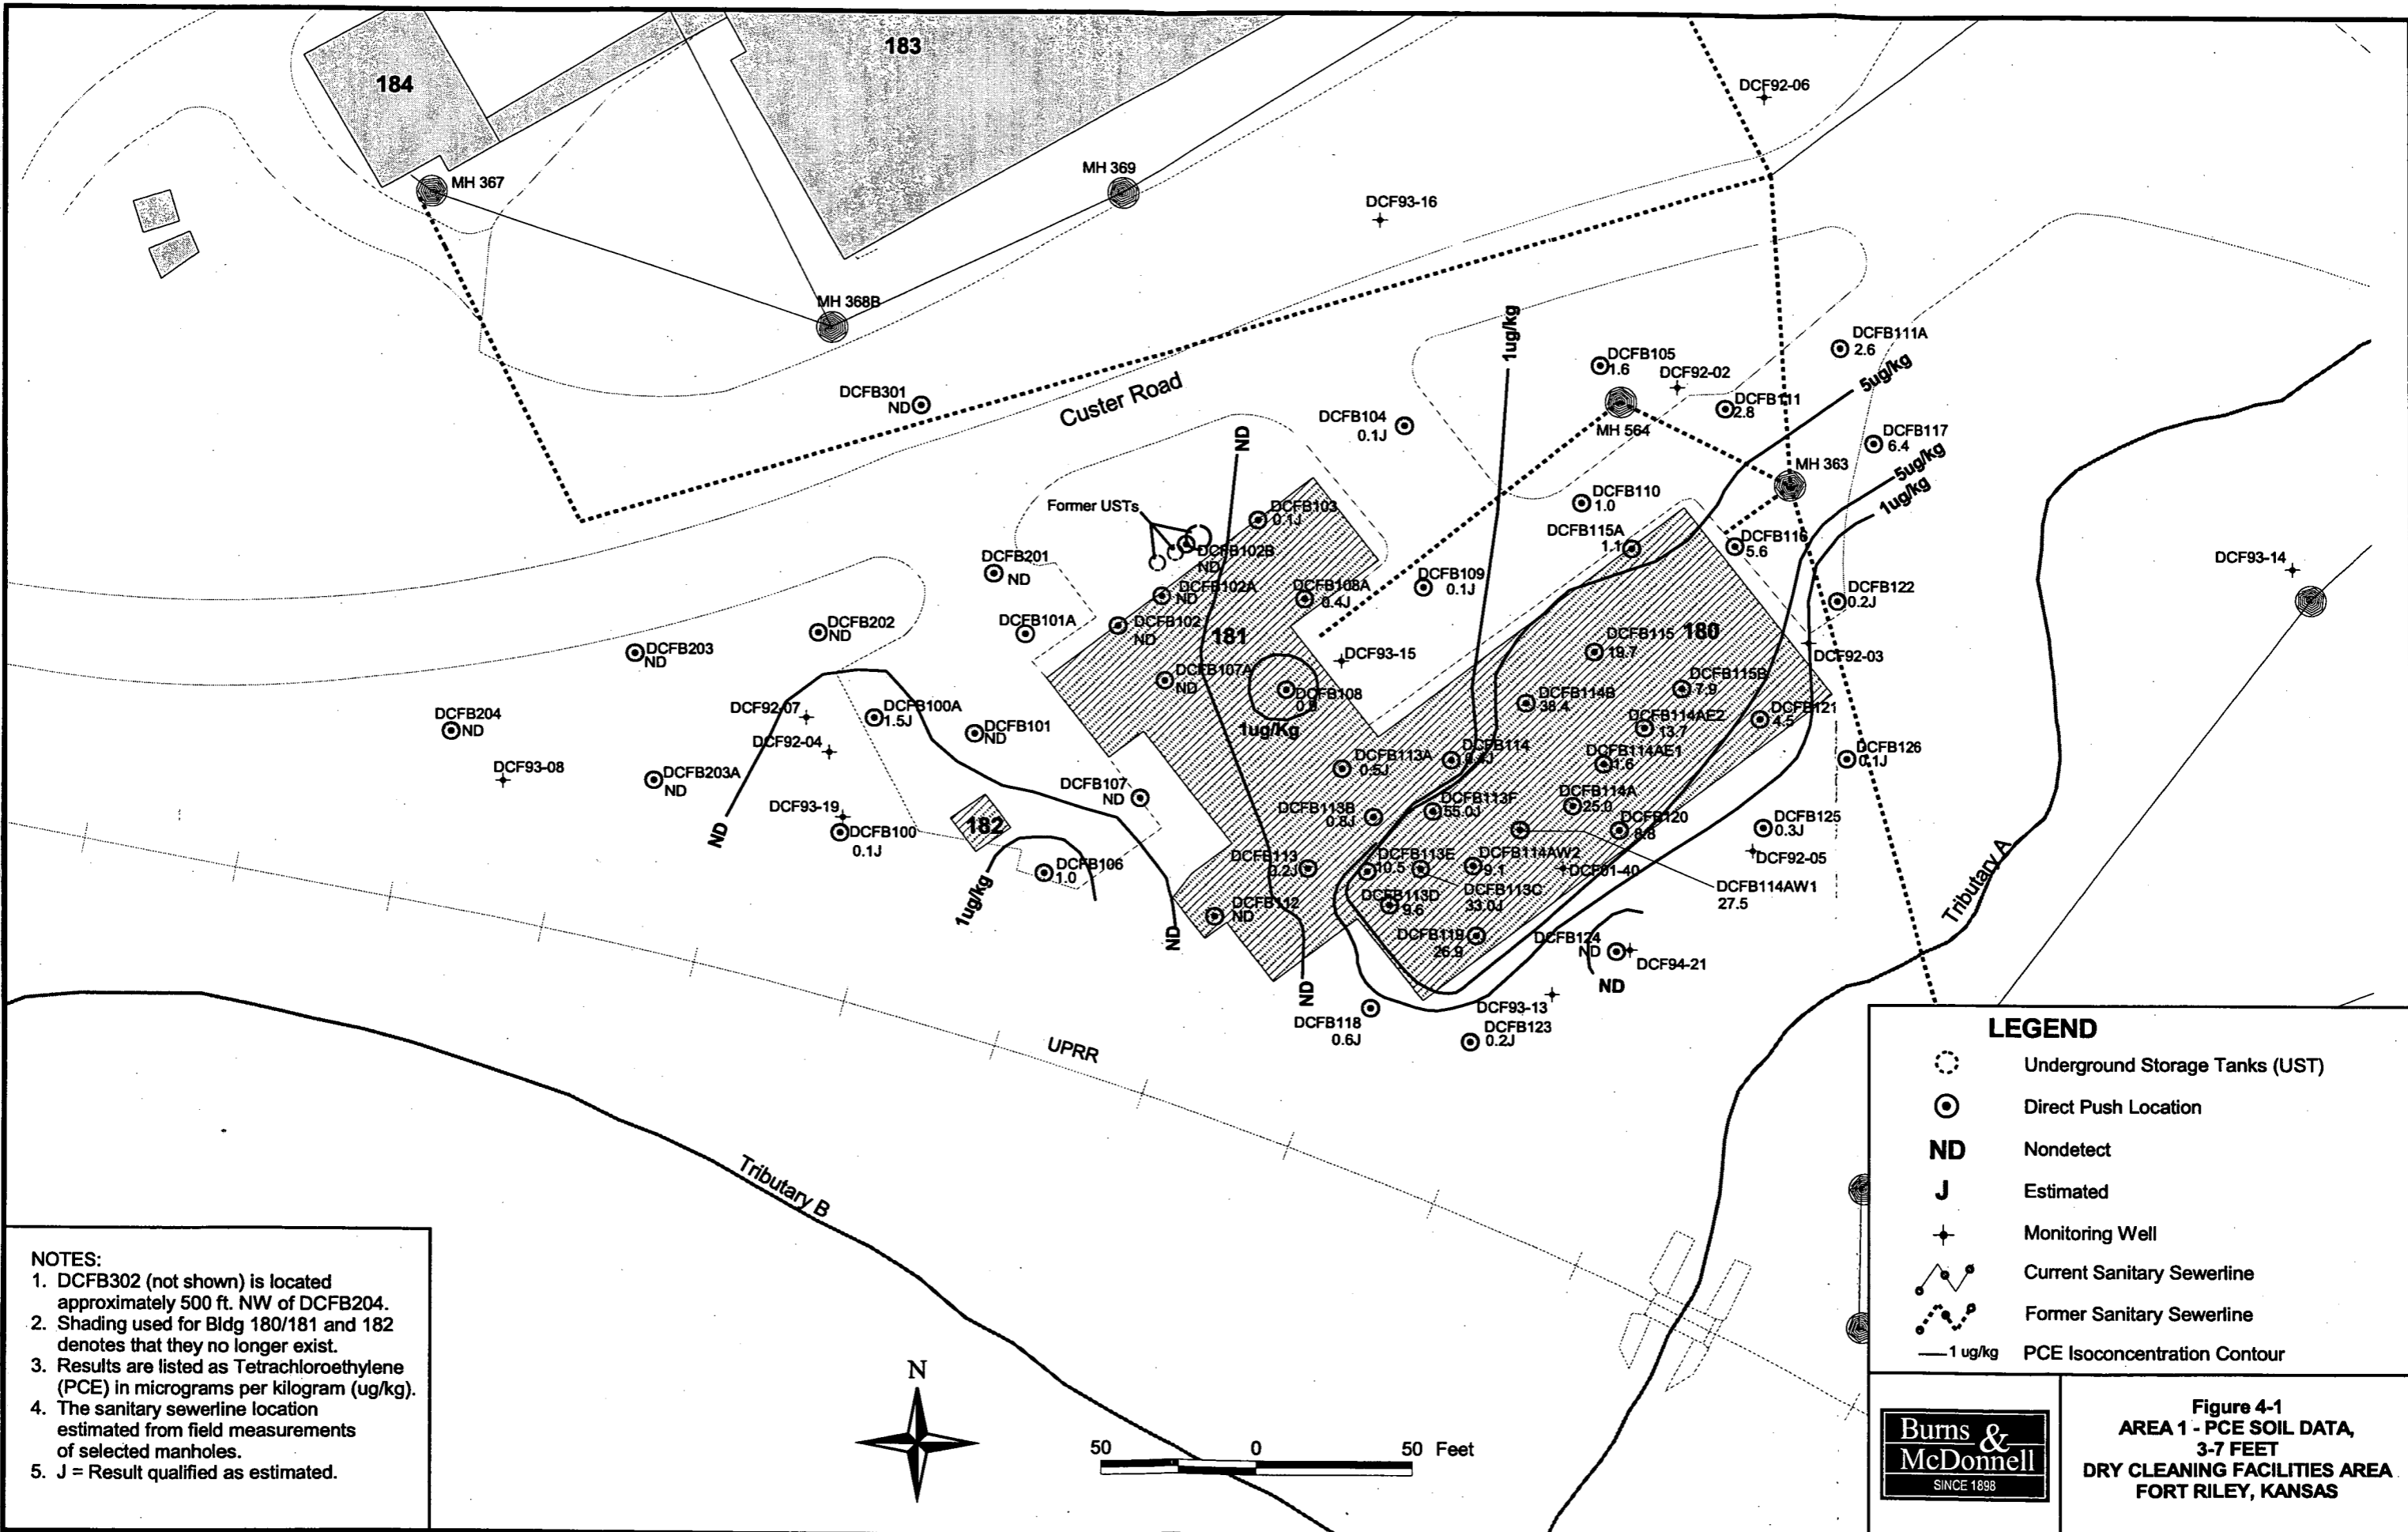 183
184
DCF92-06
MH 367
MH 369
DCF93-16
MH 368B
1ug/kg
DCFB111A
2.6
DCFB105
1.6
DCF92-02
5ug/kg
DCFB301
ND
Custer Road
DCFB104
0.1J
DCFB111
2.8
MH 564
DCFB117
6.4
ND
MH 363
5ug/kg
1ug/kg
Former USTs
DCFB103
0.1J
DCFB110
1.0
DCFB115A
1.1
DCFB116
5.6
DCFB102B
ND
DCFB201
ND
DCF93-14
DCFB102A
ND
DCFB108A
0.4J
DCFB109
0.1J
DCFB122
0.2J
DCFB101A
DCFB102
ND
181
DCFB202
ND
DCFB203
ND
DCFB115
19.7
180
DCF93-15
DCF92-03
DCFB107A
ND
DCFB108
1ug/Kg
DCFB115B
7.9
DCFB114B
38.4
DCFB204
ND
DCF92-07
DCFB100A
1.5J
DCFB101
ND
DCFB114AE2
13.7
DCFB121
4.5
DCF92-04
DCFB114
DCFB114AE1
1.6
DCFB126
0.1J
DCF93-08
DCFB203A
ND
DCFB113A
0.5J
DCFB107
ND
DCF93-19
DCFB100
0.1J
ND
182
DCFB113B
0.8J
DCFB113F
55.0J
DCFB114A
25.0
DCFB120
8.8
DCFB125
0.3J
DCF92-05
DCFB106
1.0
1ug/kg
DCFB113
0.2J
DCFB113E
10.5
DCFB114AW2
9.1
DCF01-40
DCFB114AW1
27.5
DCFB113D
9.6
DCFB113C
33.0J
DCFB112
ND
ND
DCFB119
26.9
DCFB124
ND
DCF94-21
ND
ND
Tributary A
DCF93-13
DCFB118
0.6J
DCFB123
0.2J
UPRR
Tributary B
LEGEND
Underground Storage Tanks (UST)
Direct Push Location
ND Nondetect
J Estimated
Monitoring Well
Current Sanitary Sewerline
Former Sanitary Sewerline
1 ug/kg PCE Isoconcentration Contour
NOTES:
1. DCFB302 (not shown) is located
approximately 500 ft. NW of DCFB204.
2. Shading used for Bldg 180/181 and 182
denotes that they no longer exist.
3. Results are listed as Tetrachloroethylene
(PCE) in micrograms per kilogram (ug/kg).
4. The sanitary sewerline location
estimated from field measurements
of selected manholes.
5. J = Result qualified as estimated.
N
50 0 50 Feet
Burns &
McDonnell
SINCE 1898
Figure 4-1
AREA 1 - PCE SOIL DATA,
3-7 FEET
DRY CLEANING FACILITIES AREA
FORT RILEY, KANSAS